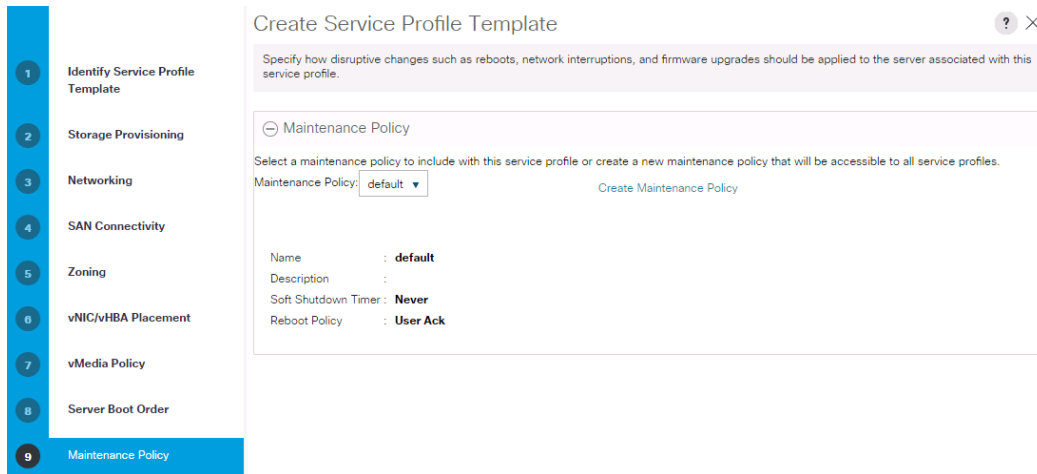 Create Service Profile Template
?
Specify how disruptive changes such as reboots, network interruptions, and firmware upgrades should be applied to the server associated with this
service profile.
1
Identify Service Profile
Template
2
Storage Provisioning
3
Networking
4
SAN Connectivity
5
Zoning
6
vNIC/vHBA Placement
7
vMedia Policy
8
Server Boot Order
9
Maintenance Policy
Maintenance Policy
Select a maintenance policy to include with this service profile or create a new maintenance policy that will be accessible to all service profiles.
Maintenance Policy: default Create Maintenance Policy
Name : default
Description :
Soft Shutdown Timer : Never
Reboot Policy : User Ack